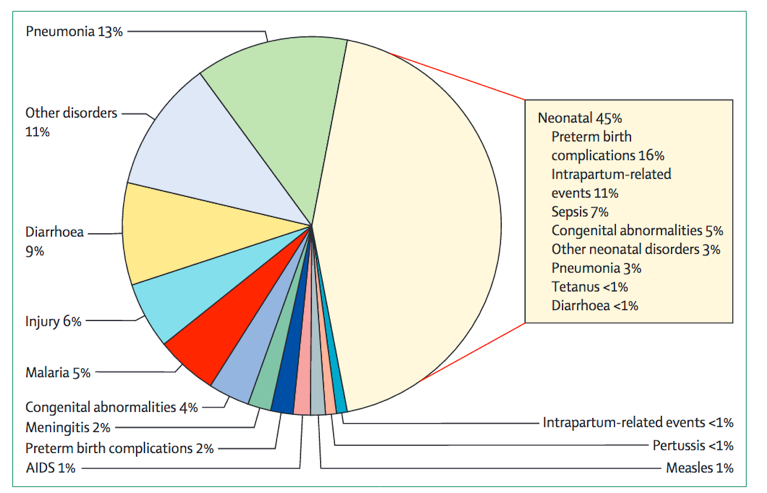 Pneumonia 13%
Other disorders
11%
Diarrhoea
9%
Injury 6%
Malaria 5%
Congenital abnormalities 4%
Meningitis 2%
Preterm birth complications 2%
AIDS 1%
Neonatal 45%
Preterm birth
complications 16%
Intrapartum-related
events 11%
Sepsis 7%
Congenital abnormalities 5%
Other neonatal disorders 3%
Pneumonia 3%
Tetanus <1%
Diarrhoea <1%
Intrapartum-related events <1%
Pertussis <1%
Measles 1%